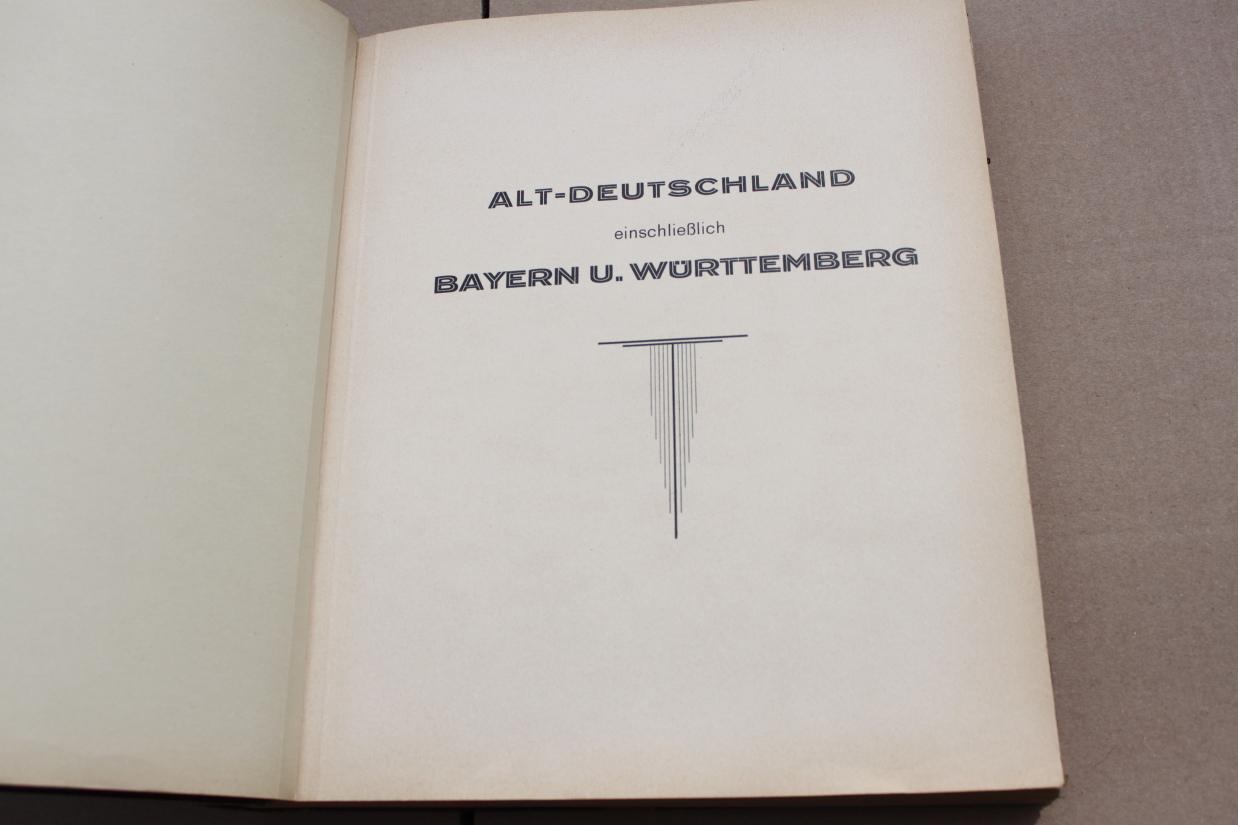 ALT-DEUTSCHLAND
einschließlich
BAYERN U. WÜRTTEMBERG